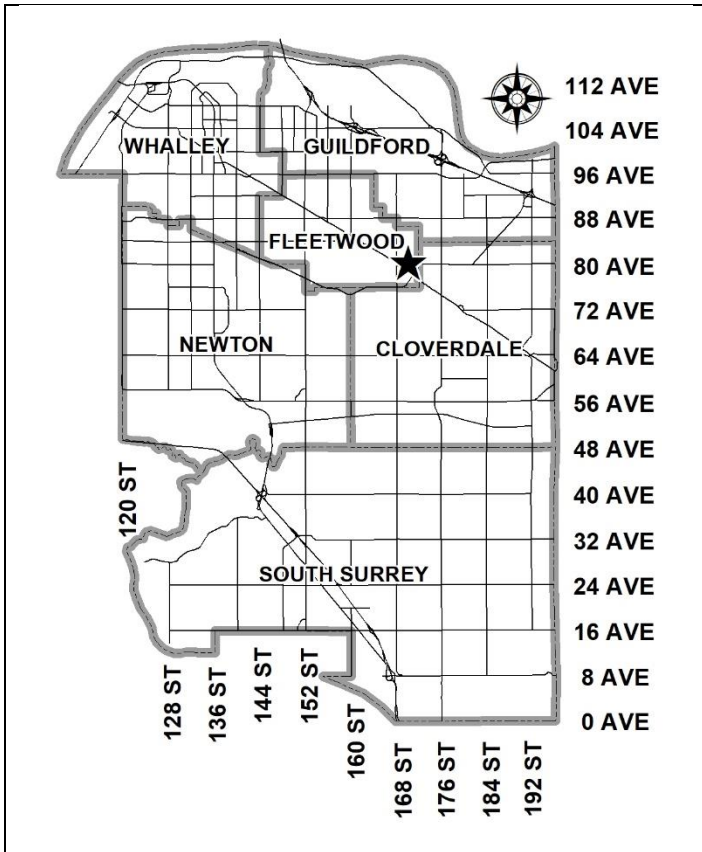 112 AVE
104 AVE
WHALLEY
GUILDFORD
96 AVE
88 AVE
FLEETWOOD
80 AVE
72 AVE
NEWTON
CLOVERDALE
64 AVE
56 AVE
48 AVE
120 ST
40 AVE
32 AVE
SOUTH SURREY
24 AVE
16 AVE
8 AVE
0 AVE
128 ST
136 ST
144 ST
152 ST
160 ST
168 ST
176 ST
184 ST
192 ST